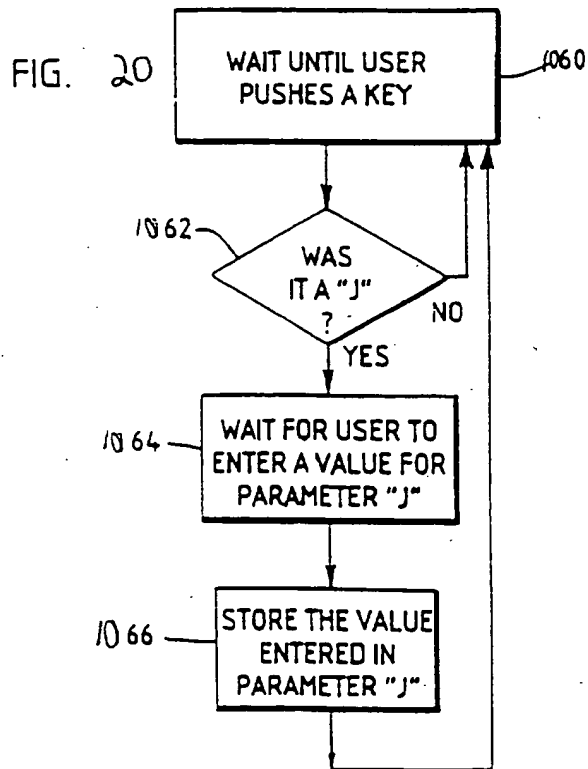 FIG. 20
WAIT UNTIL USER
PUSHES A KEY
1060
1062
WAS
IT A "J"
?
NO
YES
1064
WAIT FOR USER TO
ENTER A VALUE FOR
PARAMETER "J"
1066
STORE THE VALUE
ENTERED IN
PARAMETER "J"